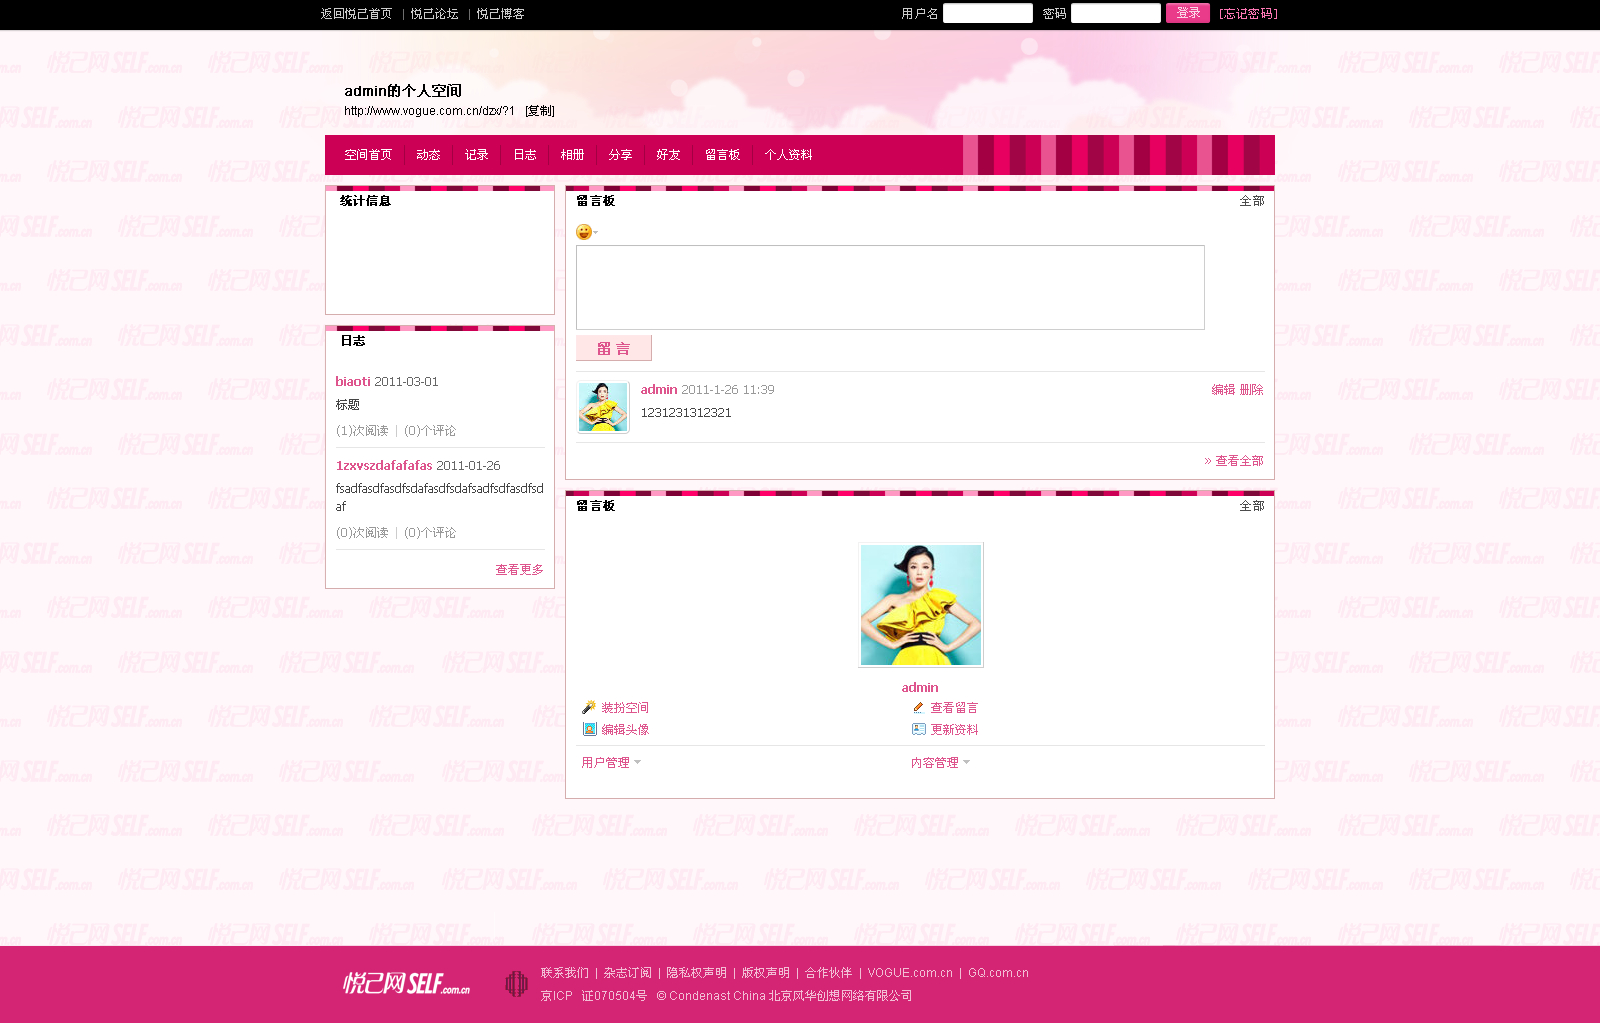 返回悦己首页 | 悦己论坛 | 悦己博客
用户名 密码 登录 [忘记密码]
admin的个人空间
http://www.vogue.com.cn/dzx/?1 [复制]
空间首页 动态 记录 日志 相册 分享 好友 留言板 个人资料
统计信息
日志
biaoti 2011-03-01
标题
(1)次阅读 | (0)个评论
1zxvszdafafafas 2011-01-26
fsadfasdfasdfsdafasdfsdafsadfsdfasdfsd
af
(0)次阅读 | (0)个评论
查看更多
留言板 全部
留 言
admin 2011-1-26 11:39 编辑 删除
1231231312321
» 查看全部
留言板 全部
admin
装扮空间 查看留言
编辑头像 更新资料
用户管理 内容管理
悦己网SELF.com.cn
联系我们 | 杂志订阅 | 隐私权声明 | 版权声明 | 合作伙伴 | VOGUE.com.cn | GQ.com.cn
京ICP 证070504号 © Condenast China 北京风华创想网络有限公司